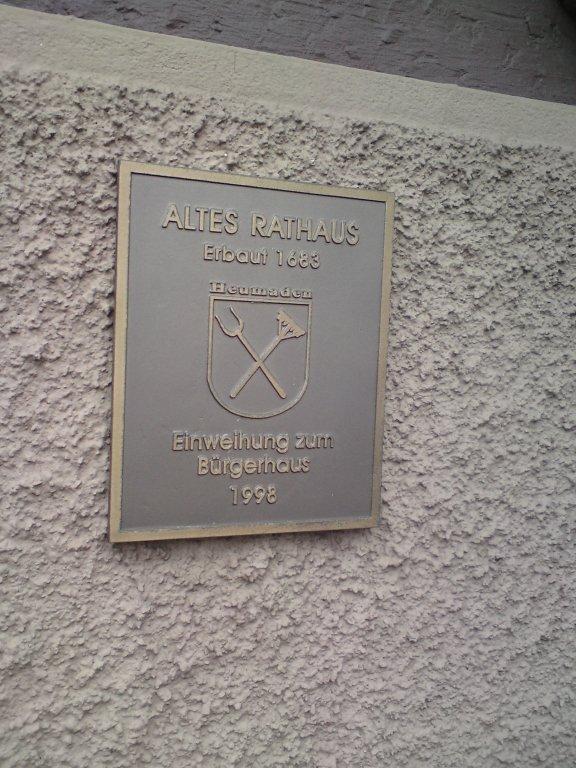 ALTES RATHAUS
Erbaut 1683
Heumaden
Einweihung zum
Bürgerhaus
1998